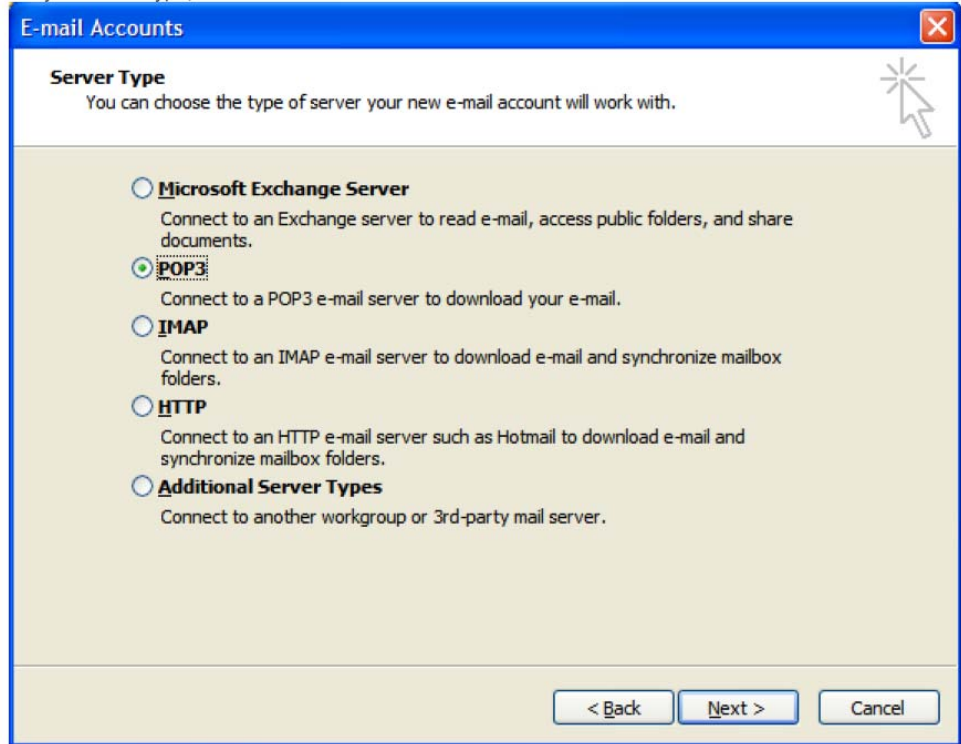 E-mail Accounts
Server Type
You can choose the type of server your new e-mail account will work with.
Microsoft Exchange Server
Connect to an Exchange server to read e-mail, access public folders, and share
documents.
POP3
Connect to a POP3 e-mail server to download your e-mail.
IMAP
Connect to an IMAP e-mail server to download e-mail and synchronize mailbox
folders.
HTTP
Connect to an HTTP e-mail server such as Hotmail to download e-mail and
synchronize mailbox folders.
Additional Server Types
Connect to another workgroup or 3rd-party mail server.
< Back Next > Cancel